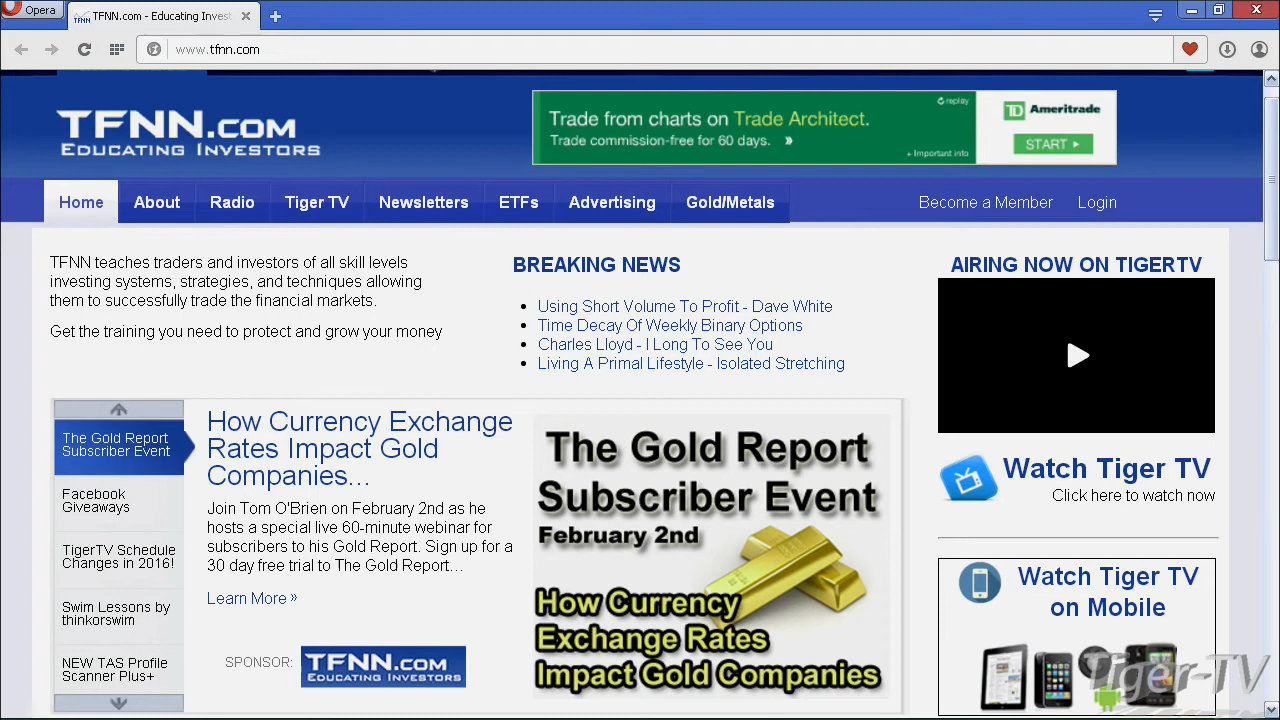 Opera
TFNN.com - Educating Invest
www.tfnn.com
TFNN.com
Educating Investors
replay
Trade from charts on Trade Architect.
Trade commission-free for 60 days. »
+ Important info
TD Ameritrade
START
Home About Radio Tiger TV Newsletters ETFs Advertising Gold/Metals Become a Member Login
TFNN teaches traders and investors of all skill levels
investing systems, strategies, and techniques allowing
them to successfully trade the financial markets.
Get the training you need to protect and grow your money
BREAKING NEWS
Using Short Volume To Profit - Dave White
Time Decay Of Weekly Binary Options
Charles Lloyd - I Long To See You
Living A Primal Lifestyle - Isolated Stretching
AIRING NOW ON TIGERTV
Watch Tiger TV
Click here to watch now
Watch Tiger TV
on Mobile
The Gold Report
Subscriber Event
Facebook
Giveaways
TigerTV Schedule
Changes in 2016!
Swim Lessons by
thinkorswim
NEW TAS Profile
Scanner Plus+
How Currency Exchange
Rates Impact Gold
Companies...
Join Tom O'Brien on February 2nd as he
hosts a special live 60-minute webinar for
subscribers to his Gold Report. Sign up for a
30 day free trial to The Gold Report...
Learn More »
SPONSOR:
TFNN.com
Educating Investors
The Gold Report
Subscriber Event
February 2nd
How Currency
Exchange Rates
Impact Gold Companies
Tiger-TV